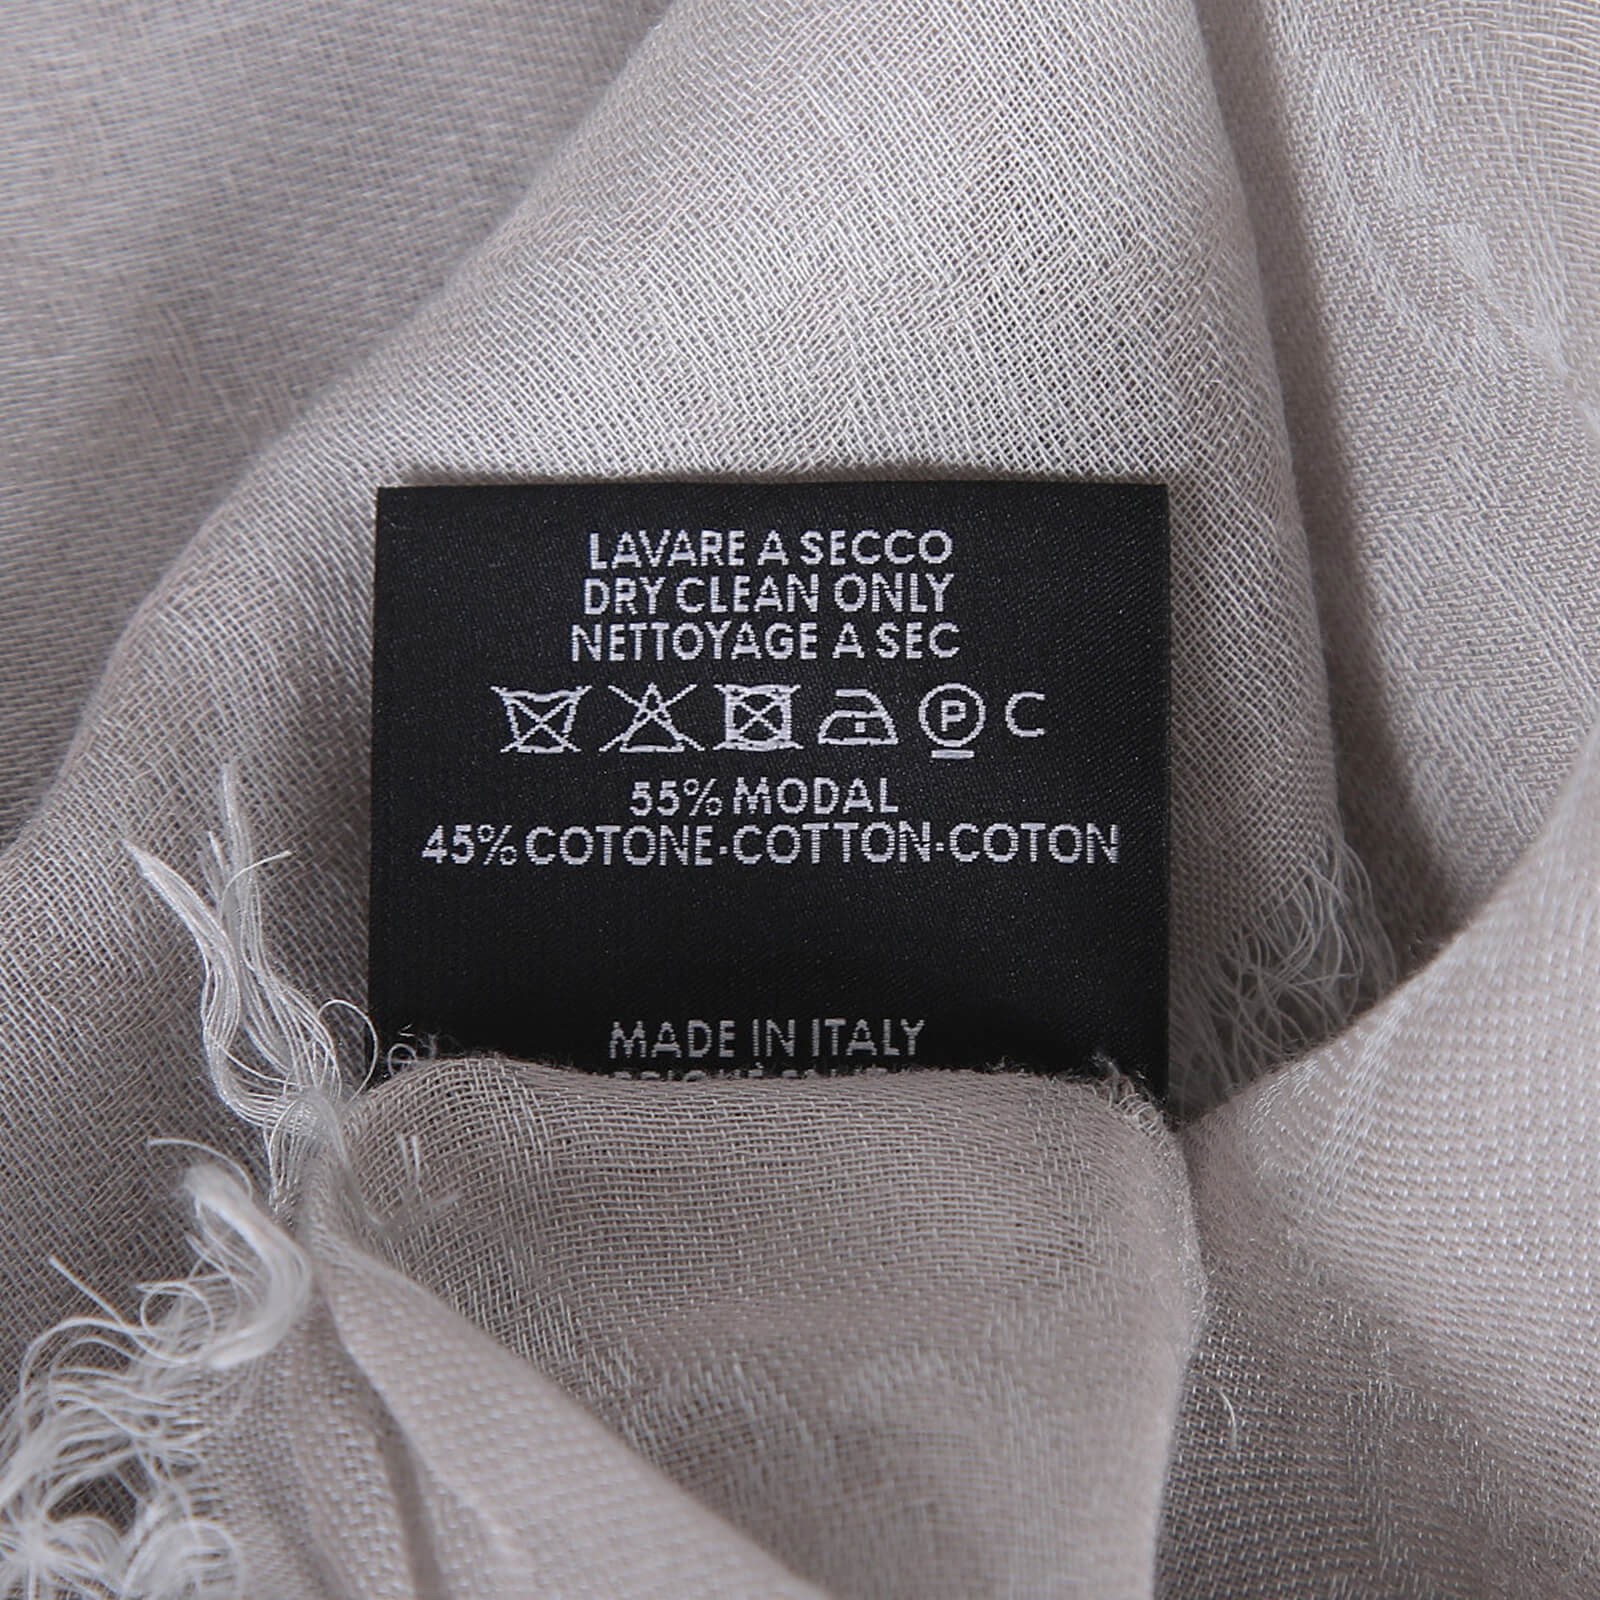 LAVARE A SECCO
DRY CLEAN ONLY
NETTOYAGE A SEC
P C
55% MODAL
45% COTONE-COTTON-COTON
MADE IN ITALY